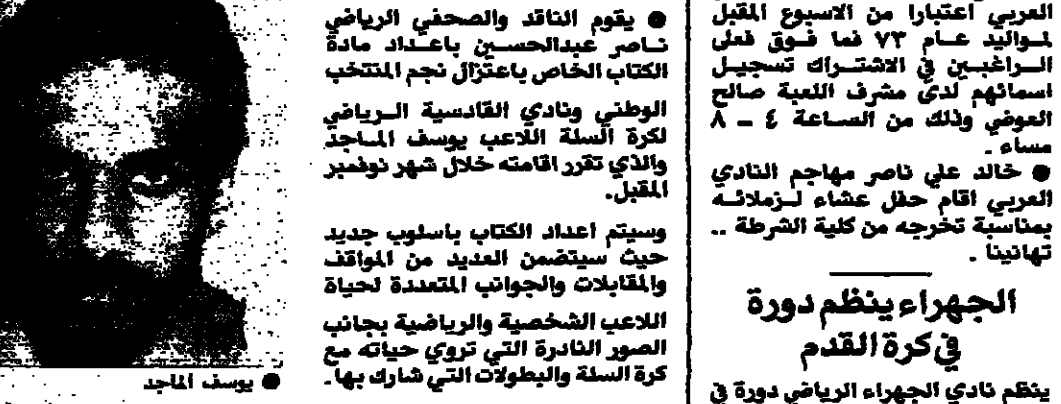 العربي اعتبارا من الاسبوع المقبل
لمواليد عام ٧٣ فما فوق فعلى
الراغبين في الاشتراك تسجيل
اسمائهم لدى مشرف اللعبة صالح
العوضي وذلك من الساعة ٤ - ٨
مساء .
● خالد علي ناصر مهاجم النادي
العربي اقام حفل عشاء لزملائه
بمناسبة تخرجه من كلية الشرطة ..
تهانينا .
الجهراء ينظم دورة
في كرة القدم
ينظم نادي الجهراء الرياضي دورة في
● يقوم الناقد والصحفي الرياضي
ناصر عبدالحسين باعداد مادة
الكتاب الخاص باعتزال نجم المنتخب
الوطني ونادي القادسية الرياضي
لكرة السلة اللاعب يوسف الماجد
والذي تقرر اقامته خلال شهر نوفمبر
المقبل.
وسيتم اعداد الكتاب باسلوب جديد
حيث سيتضمن العديد من المواقف
والمقابلات والجوانب المتعددة لحياة
اللاعب الشخصية والرياضية بجانب
الصور النادرة التي تروي حياته مع
كرة السلة والبطولات التي شارك بها.
● يوسف الماجد